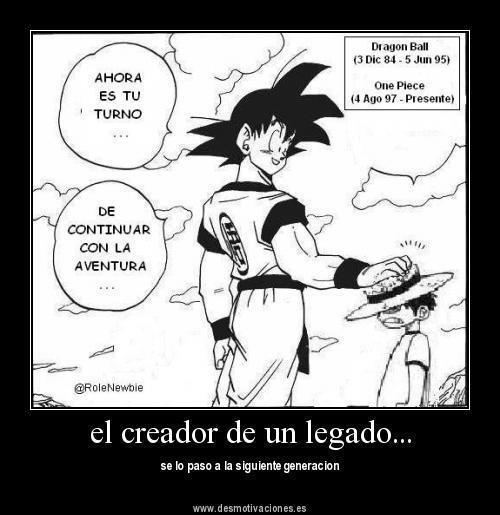 AHORA
ES TU
TURNO
...
DE
CONTINUAR
CON LA
AVENTURA
...
Dragon Ball
(3 Dic 84 - 5 Jun 95)
One Piece
(4 Ago 97 - Presente)
@RoleNewbie
el creador de un legado...
se lo paso a la siguiente generacion
www.desmotivaciones.es